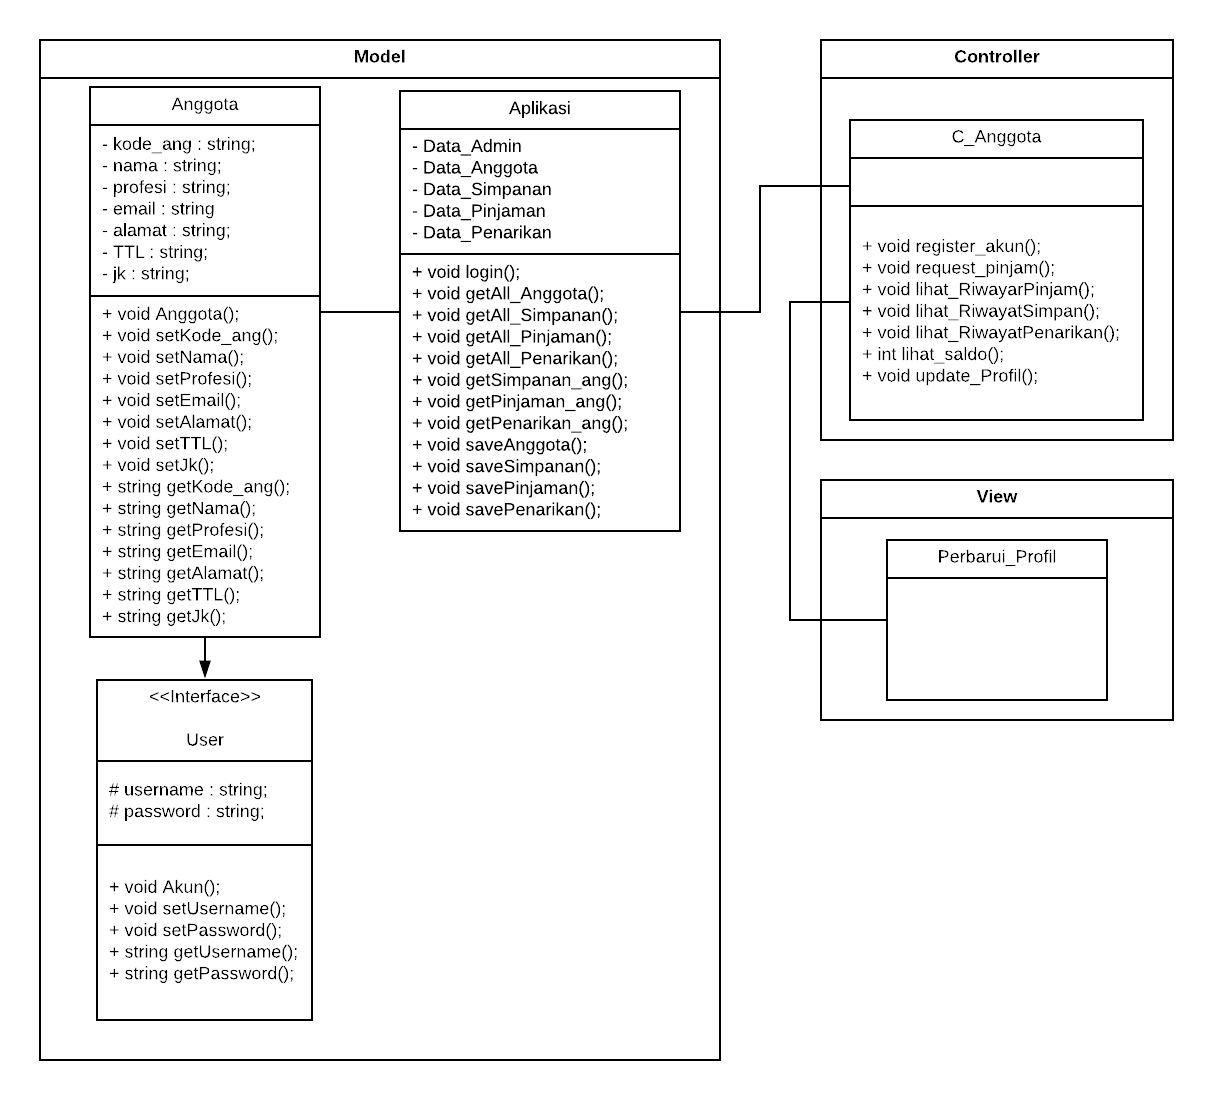 Model
Anggota
- kode_ang : string;
- nama : string;
- profesi : string;
- email : string
- alamat : string;
- TTL : string;
- jk : string;
+ void Anggota();
+ void setKode_ang();
+ void setNama();
+ void setProfesi();
+ void setEmail();
+ void setAlamat();
+ void setTTL();
+ void setJk();
+ string getKode_ang();
+ string getNama();
+ string getProfesi();
+ string getEmail();
+ string getAlamat();
+ string getTTL();
+ string getJk();
<<Interface>>
User
# username : string;
# password : string;
+ void Akun();
+ void setUsername();
+ void setPassword();
+ string getUsername();
+ string getPassword();
Aplikasi
- Data_Admin
- Data_Anggota
- Data_Simpanan
- Data_Pinjaman
- Data_Penarikan
+ void login();
+ void getAll_Anggota();
+ void getAll_Simpanan();
+ void getAll_Pinjaman();
+ void getAll_Penarikan();
+ void getSimpanan_ang();
+ void getPinjaman_ang();
+ void getPenarikan_ang();
+ void saveAnggota();
+ void saveSimpanan();
+ void savePinjaman();
+ void savePenarikan();
Controller
C_Anggota
+ void register_akun();
+ void request_pinjam();
+ void lihat_RiwayarPinjam();
+ void lihat_RiwayatSimpan();
+ void lihat_RiwayatPenarikan();
+ int lihat_saldo();
+ void update_Profil();
View
Perbarui_Profil